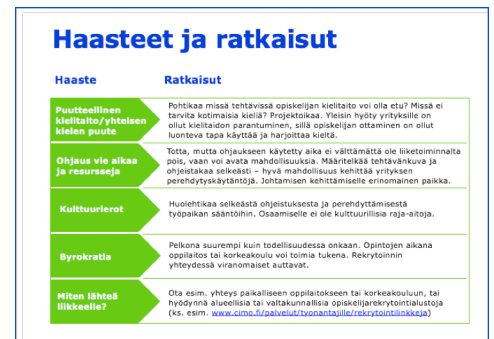 Haasteet ja ratkaisut
Haaste
Ratkaisut
Puutteellinen
kielitaito/yhteisen
kielen puute
Pohtikaa missä tehtävissä opiskelijan kielitaito voi olla etu? Missä ei
tarvita kotimaisia kieliä? Projektoikaa. Yleisin hyöty yrityksille on
ollut kielitaidon parantuminen, sillä opiskelijan ottaminen on ollut
luonteva tapa käyttää ja harjoittaa kieltä.
Ohjaus vie aikaa
ja resursseja
Totta, mutta ohjaukseen käytetty aika ei välttämättä ole liiketoiminnalta
pois, vaan voi avata mahdollisuuksia. Määritelkää tehtävänkuva ja
ohjeistakaa selkeästi – hyvä mahdollisuus kehittää yrityksen
perehdytyskäytäntöjä. Johtamisen kehittämiselle erinomainen paikka.
Kulttuurierot
Huolehtikaa selkeästä ohjeistuksesta ja perehdyttämisestä
työpaikan sääntöihin. Osaamiselle ei ole kulttuurillisia raja-aitoja.
Byrokratia
Pelkona suurempi kuin todellisuudessa onkaan. Opintojen aikana
oppilaitos tai korkeakoulu voi toimia tukena. Rekrytoinnin
yhteydessä viranomaiset auttavat.
Miten lähteä
liikkeelle?
Ota esim. yhteys paikalliseen oppilaitokseen tai korkeakouluun, tai
hyödynnä alueellisia tai valtakunnallisia opiskelijarekrytointialustoja
(ks. esim. www.cimo.fi/palvelut/tyonantajille/rekrytointilinkkeja)